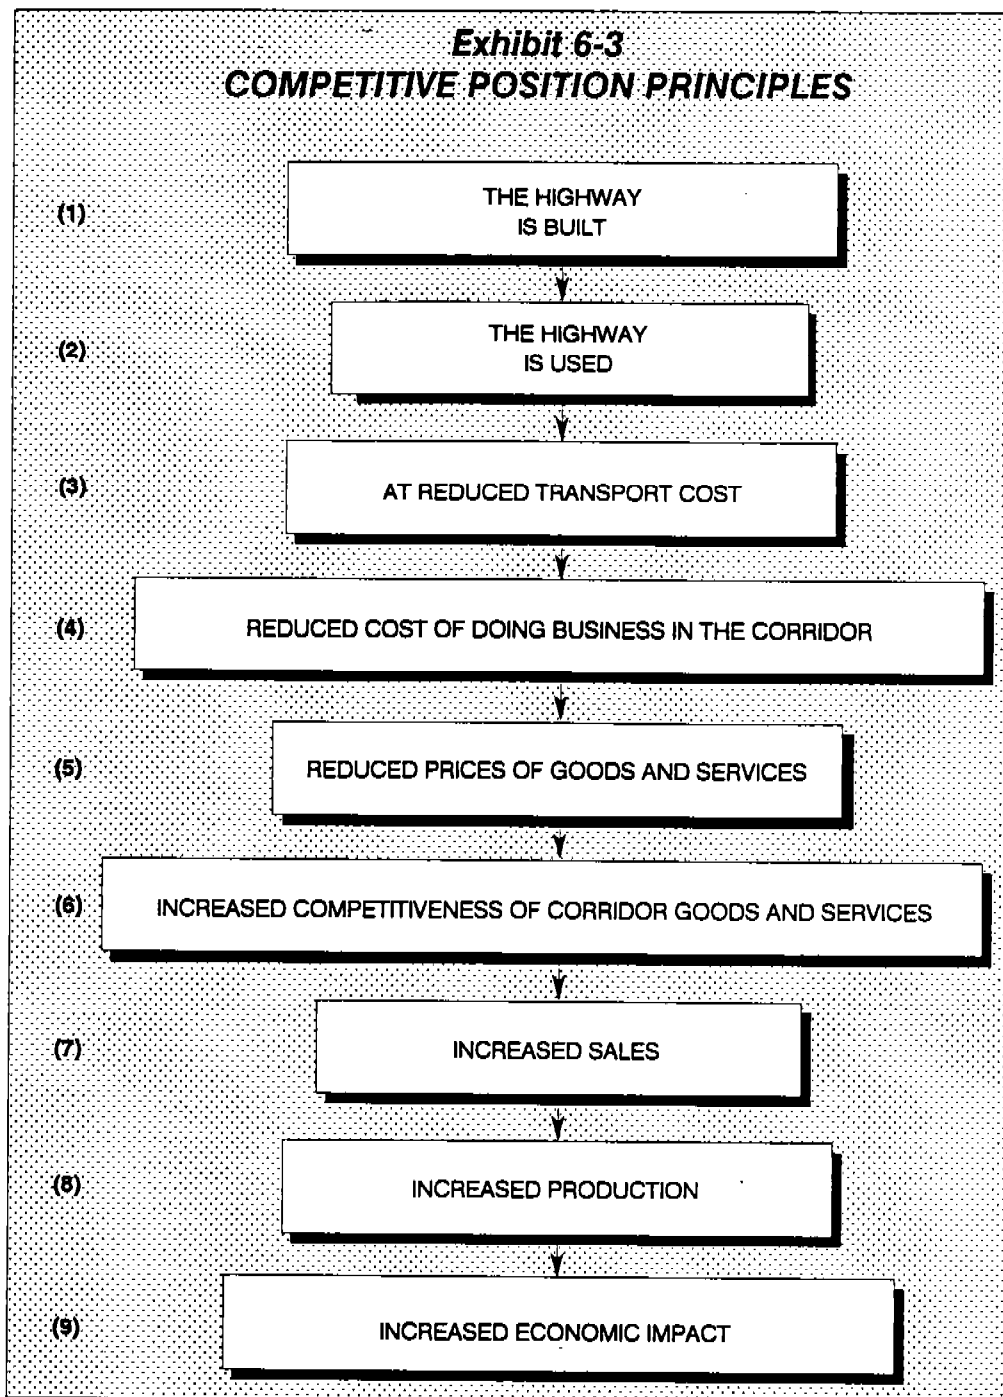 Exhibit 6-3
COMPETITIVE POSITION PRINCIPLES
(1)
THE HIGHWAY
IS BUILT
(2)
THE HIGHWAY
IS USED
(3)
AT REDUCED TRANSPORT COST
(4)
REDUCED COST OF DOING BUSINESS IN THE CORRIDOR
(5)
REDUCED PRICES OF GOODS AND SERVICES
(6)
INCREASED COMPETITIVENESS OF CORRIDOR GOODS AND SERVICES
(7)
INCREASED SALES
(8)
INCREASED PRODUCTION
(9)
INCREASED ECONOMIC IMPACT